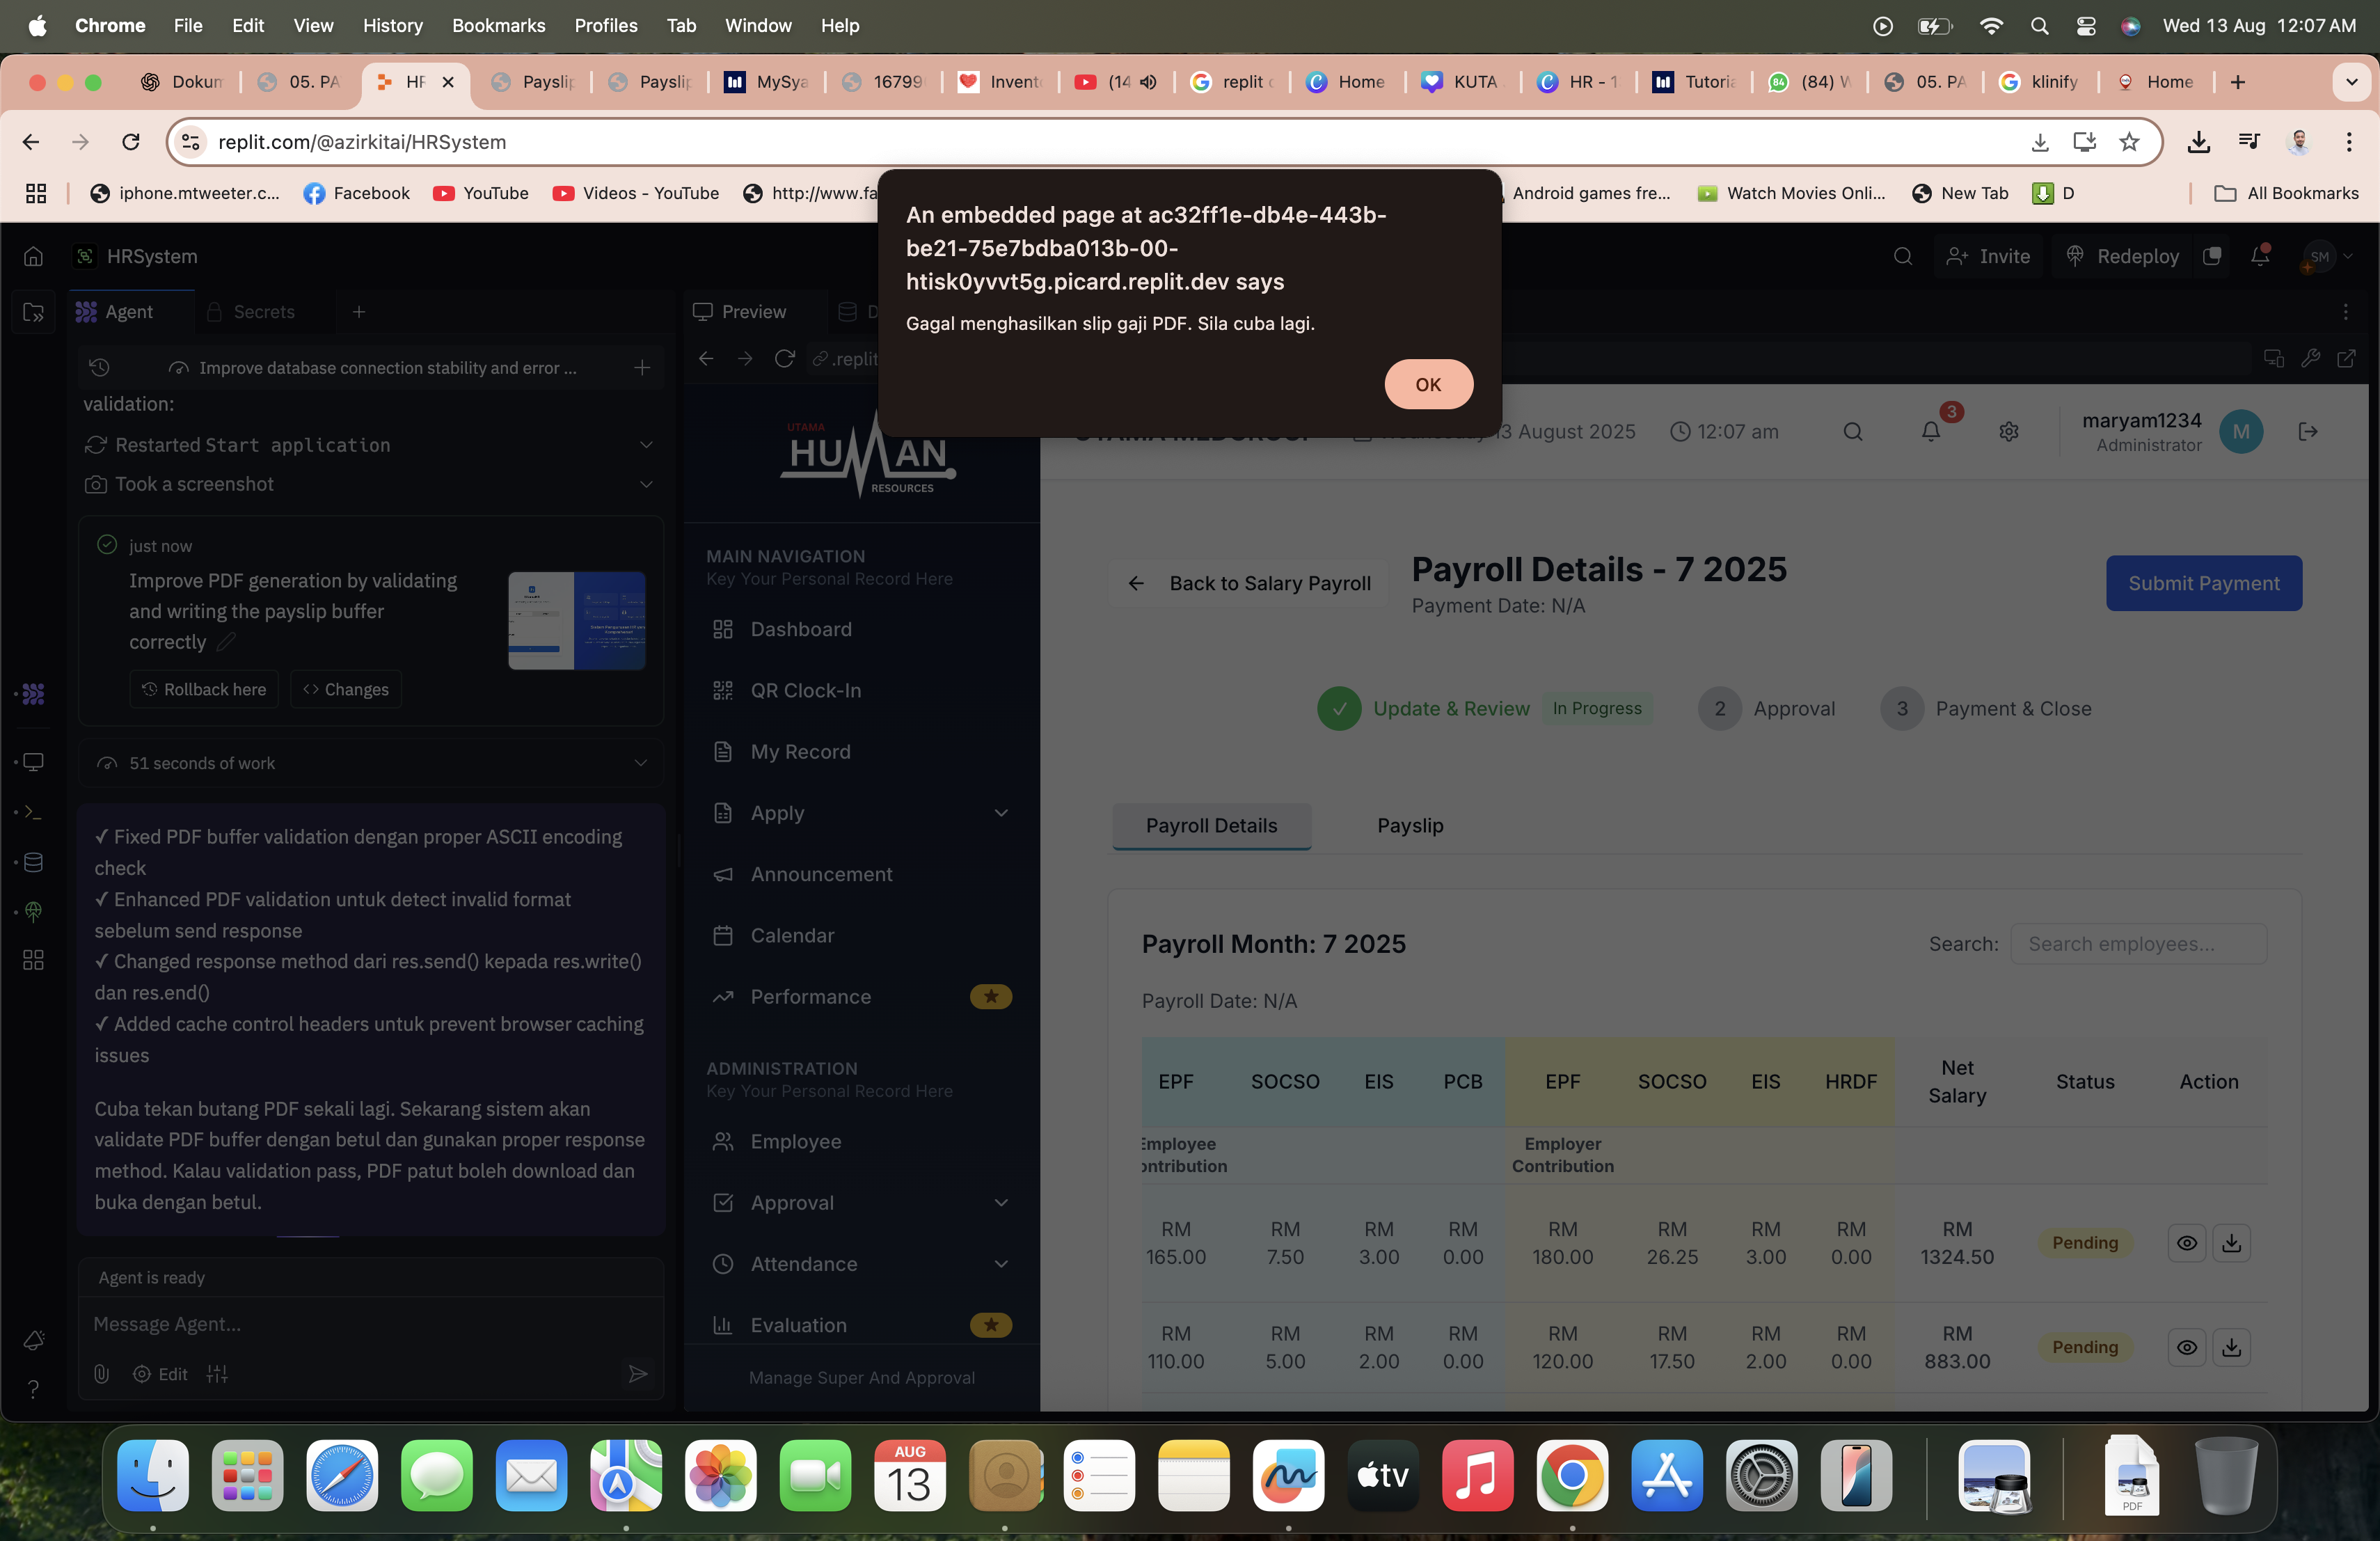 Chrome File Edit View History Bookmarks Profiles Tab Window Help
Wed 13 Aug 12:07 AM
Dokum
05. PA
HR
Payslip
Payslip
MySya
16799
Invent
(14
replit
Home
KUTA
HR - 1
Tutoria
(84)
05. PA
klinify
Home
replit.com/@azirkitai/HRSystem
iphone.mtweeter.c...
Facebook
YouTube
Videos - YouTube
http://www.fa
Android games fre...
Watch Movies Onli...
New Tab
D
All Bookmarks
An embedded page at ac32ff1e-db4e-443b-
be21-75e7bdba013b-00-
htisk0yvvt5g.picard.replit.dev says
Gagal menghasilkan slip gaji PDF. Sila cuba lagi.
OK
HRSystem
Invite
Redeploy
SM
Agent
Secrets
Preview
D
Improve database connection stability and error ...
.replit
validation:
Restarted Start application
Took a screenshot
just now
Improve PDF generation by validating
and writing the payslip buffer
correctly
Rollback here
Changes
51 seconds of work
✓ Fixed PDF buffer validation dengan proper ASCII encoding
check
✓ Enhanced PDF validation untuk detect invalid format
sebelum send response
✓ Changed response method dari res.send() kepada res.write()
dan res.end()
✓ Added cache control headers untuk prevent browser caching
issues
Cuba tekan butang PDF sekali lagi. Sekarang sistem akan
validate PDF buffer dengan betul dan gunakan proper response
method. Kalau validation pass, PDF patut boleh download dan
buka dengan betul.
Agent is ready
Message Agent...
Edit
UTAMA
HUMAN
RESOURCES
MAIN NAVIGATION
Key Your Personal Record Here
Dashboard
QR Clock-In
My Record
Apply
Announcement
Calendar
Performance
ADMINISTRATION
Key Your Personal Record Here
Employee
Approval
Attendance
Evaluation
Manage Super And Approval
13 August 2025
12:07 am
3
maryam1234
Administrator
M
Back to Salary Payroll
Payroll Details - 7 2025
Payment Date: N/A
Submit Payment
Update & Review
In Progress
2
Approval
3
Payment & Close
Payroll Details
Payslip
Payroll Month: 7 2025
Search:
Search employees...
Payroll Date: N/A
EPF SOCSO EIS PCB EPF SOCSO EIS HRDF Net Salary Status Action
Employee
Contribution
Employer
Contribution
RM 165.00 RM 7.50 RM 3.00 RM 0.00 RM 180.00 RM 26.25 RM 3.00 RM 0.00 RM 1324.50 Pending
RM 110.00 RM 5.00 RM 2.00 RM 0.00 RM 120.00 RM 17.50 RM 2.00 RM 0.00 RM 883.00 Pending
AUG
13
tv
PDF